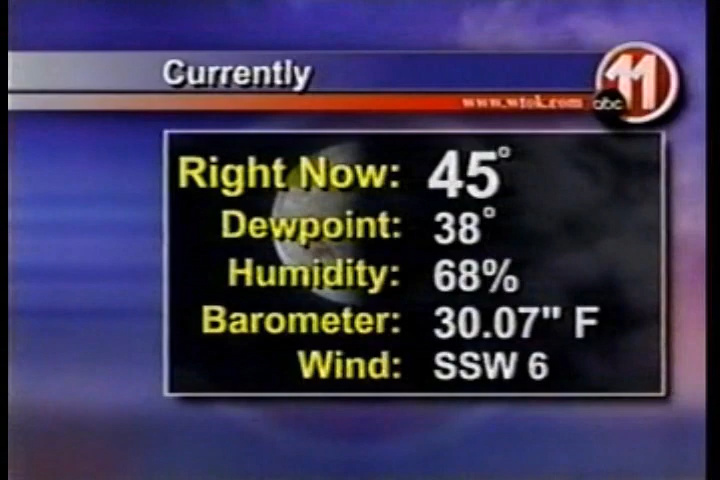 Currently
www.wtok.com abc 11
Right Now: 45°
Dewpoint: 38°
Humidity: 68%
Barometer: 30.07" F
Wind: SSW 6